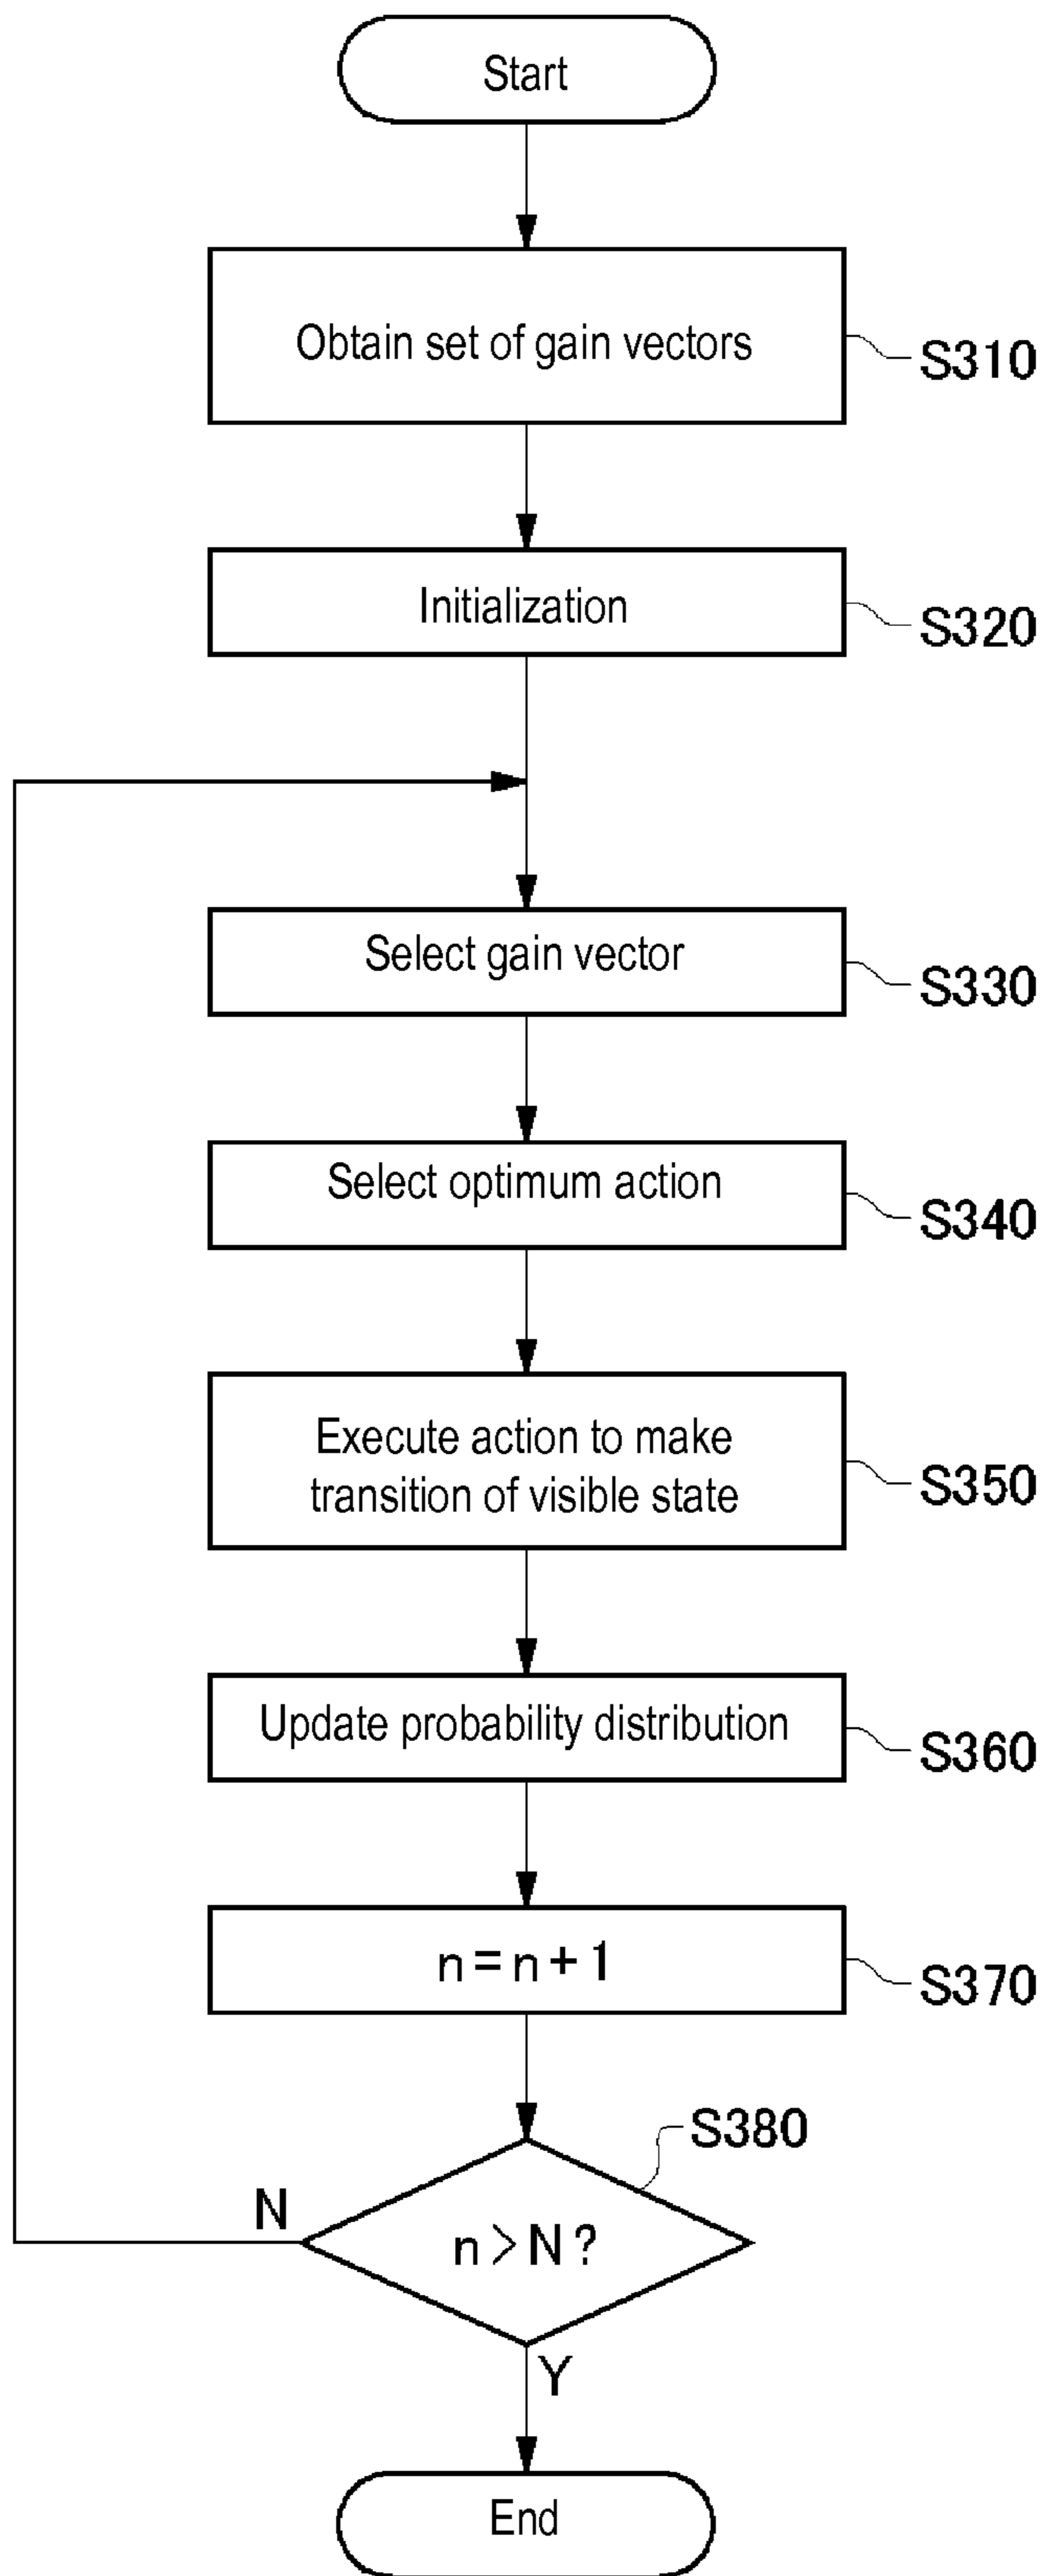 Start
Obtain set of gain vectors
S310
Initialization
S320
Select gain vector
S330
Select optimum action
S340
Execute action to make
transition of visible state
S350
Update probability distribution
S360
n=n+1
S370
S380
N
n>N?
Y
End